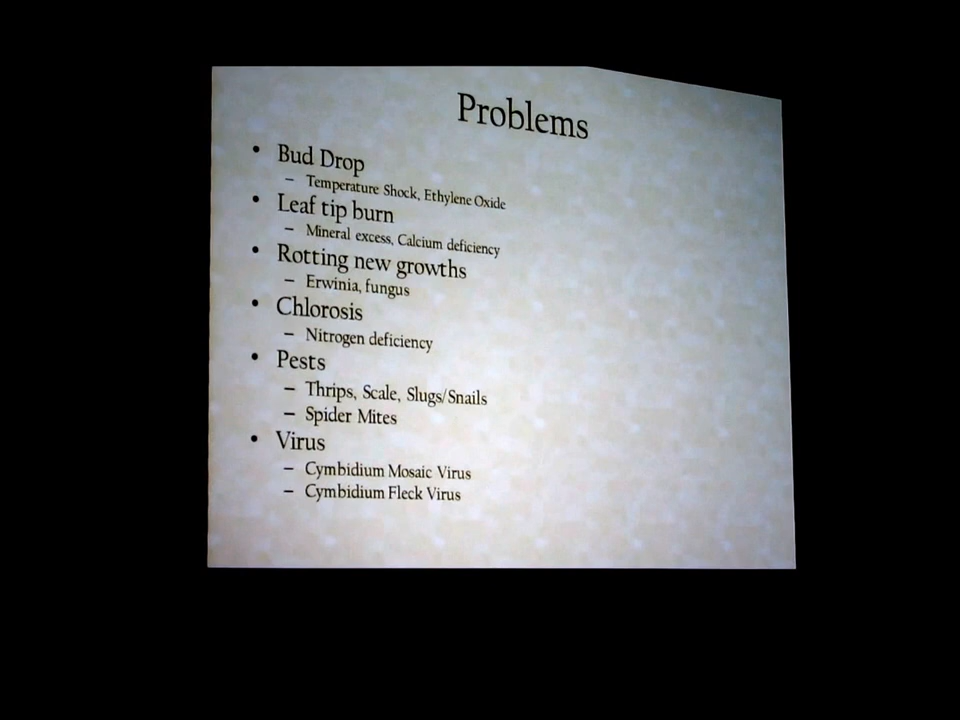 Problems
• Bud Drop
– Temperature Shock, Ethylene Oxide
• Leaf tip burn
– Mineral excess, Calcium deficiency
• Rotting new growths
– Erwinia, fungus
• Chlorosis
– Nitrogen deficiency
• Pests
– Thrips, Scale, Slugs/Snails
– Spider Mites
• Virus
– Cymbidium Mosaic Virus
– Cymbidium Fleck Virus